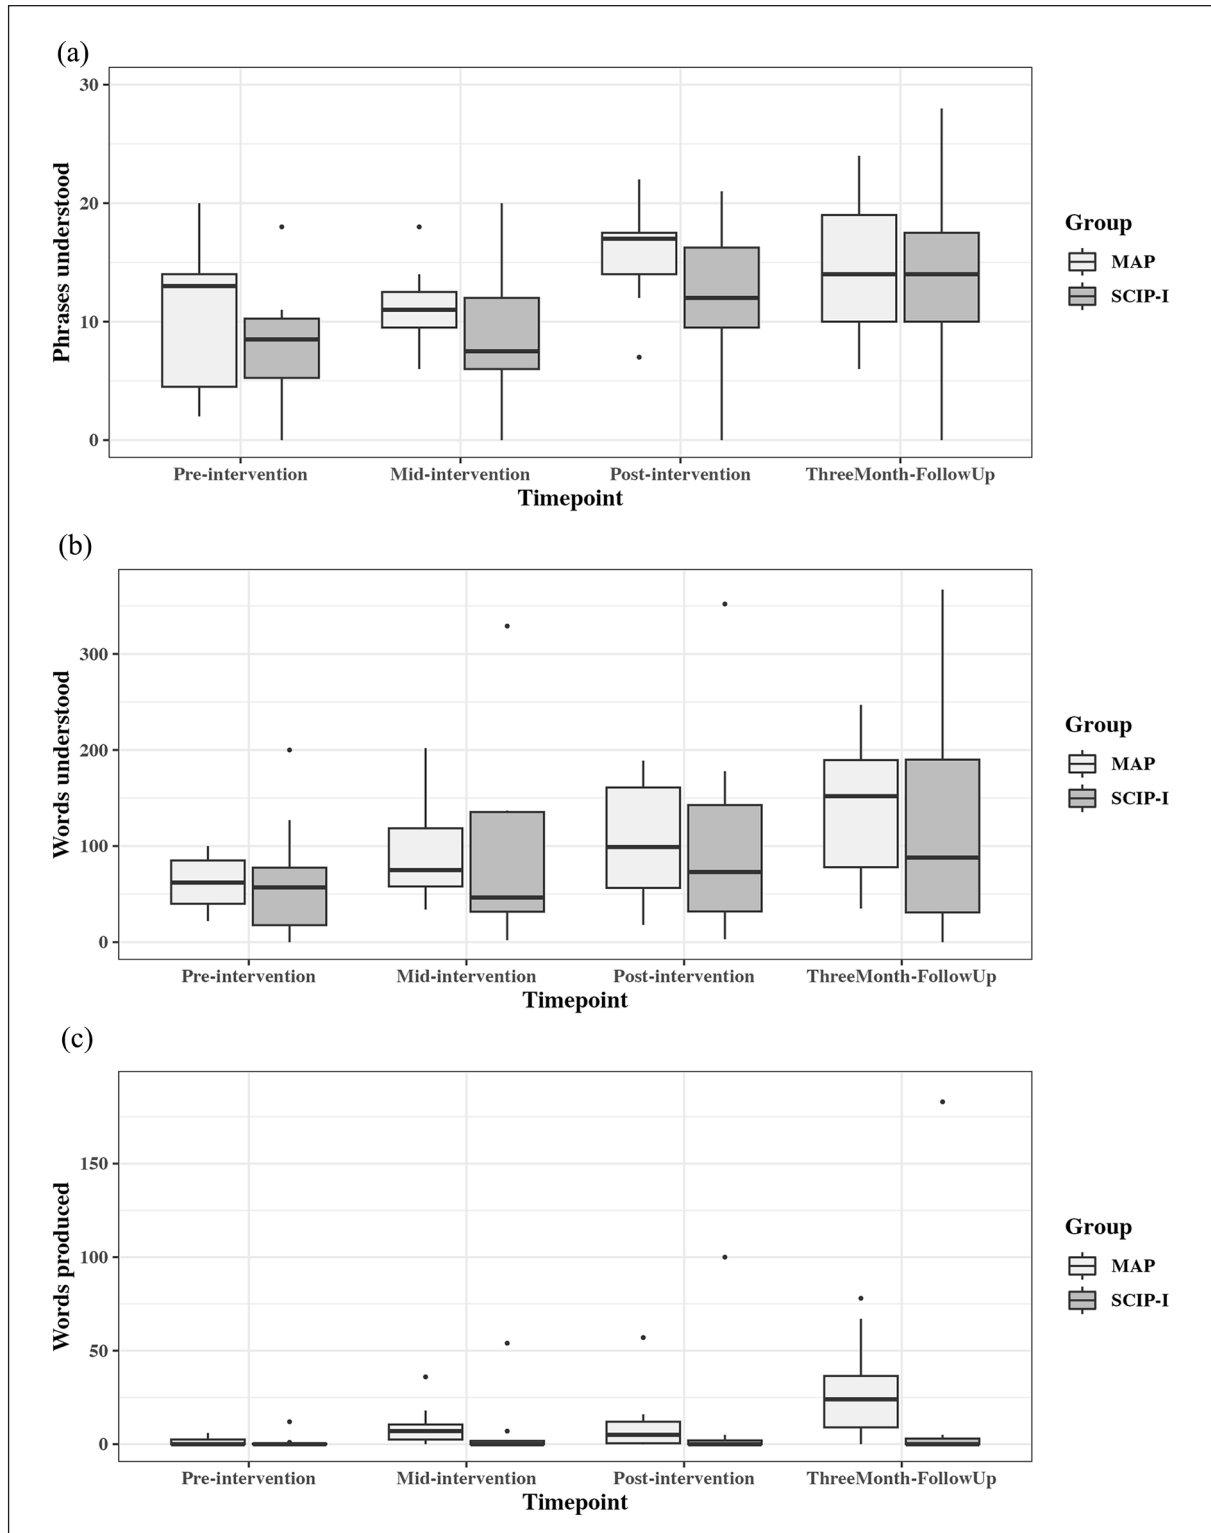 (a)
30
20
10
0
Phrases understood
Pre-intervention Mid-intervention Post-intervention ThreeMonth-FollowUp
Timepoint
Group
MAP
SCIP-I
(b)
300
200
100
0
Words understood
Pre-intervention Mid-intervention Post-intervention ThreeMonth-FollowUp
Timepoint
Group
MAP
SCIP-I
(c)
150
100
50
0
Words produced
Pre-intervention Mid-intervention Post-intervention ThreeMonth-FollowUp
Timepoint
Group
MAP
SCIP-I